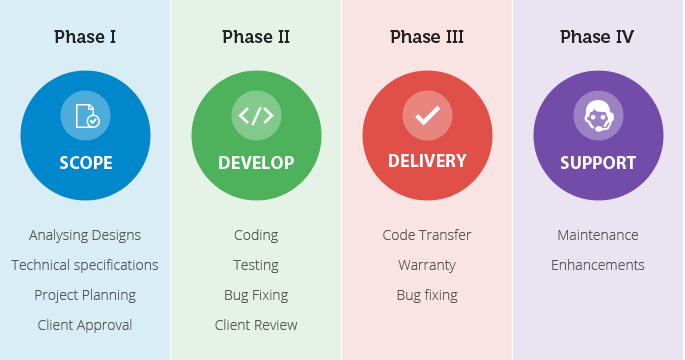 Phase I
SCOPE
Analysing Designs
Technical specifications
Project Planning
Client Approval
Phase II
DEVELOP
Coding
Testing
Bug Fixing
Client Review
Phase III
DELIVERY
Code Transfer
Warranty
Bug fixing
Phase IV
SUPPORT
Maintenance
Enhancements